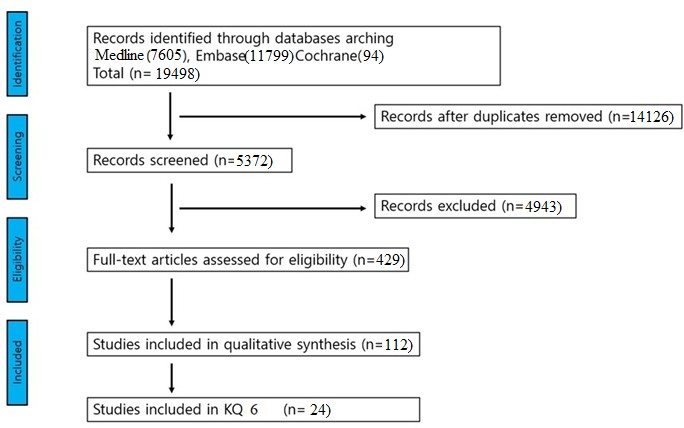 Identification
Records identified through databases arching
Medline(7605), Embase(11799)Cochrane(94)
Total (n= 19498)
Records after duplicates removed (n=14126)
Screening
Records screened (n=5372)
Records excluded (n=4943)
Eligibility
Full-text articles assessed for eligibility (n=429)
Included
Studies included in qualitative synthesis (n=112)
Studies included in KQ 6 (n= 24)